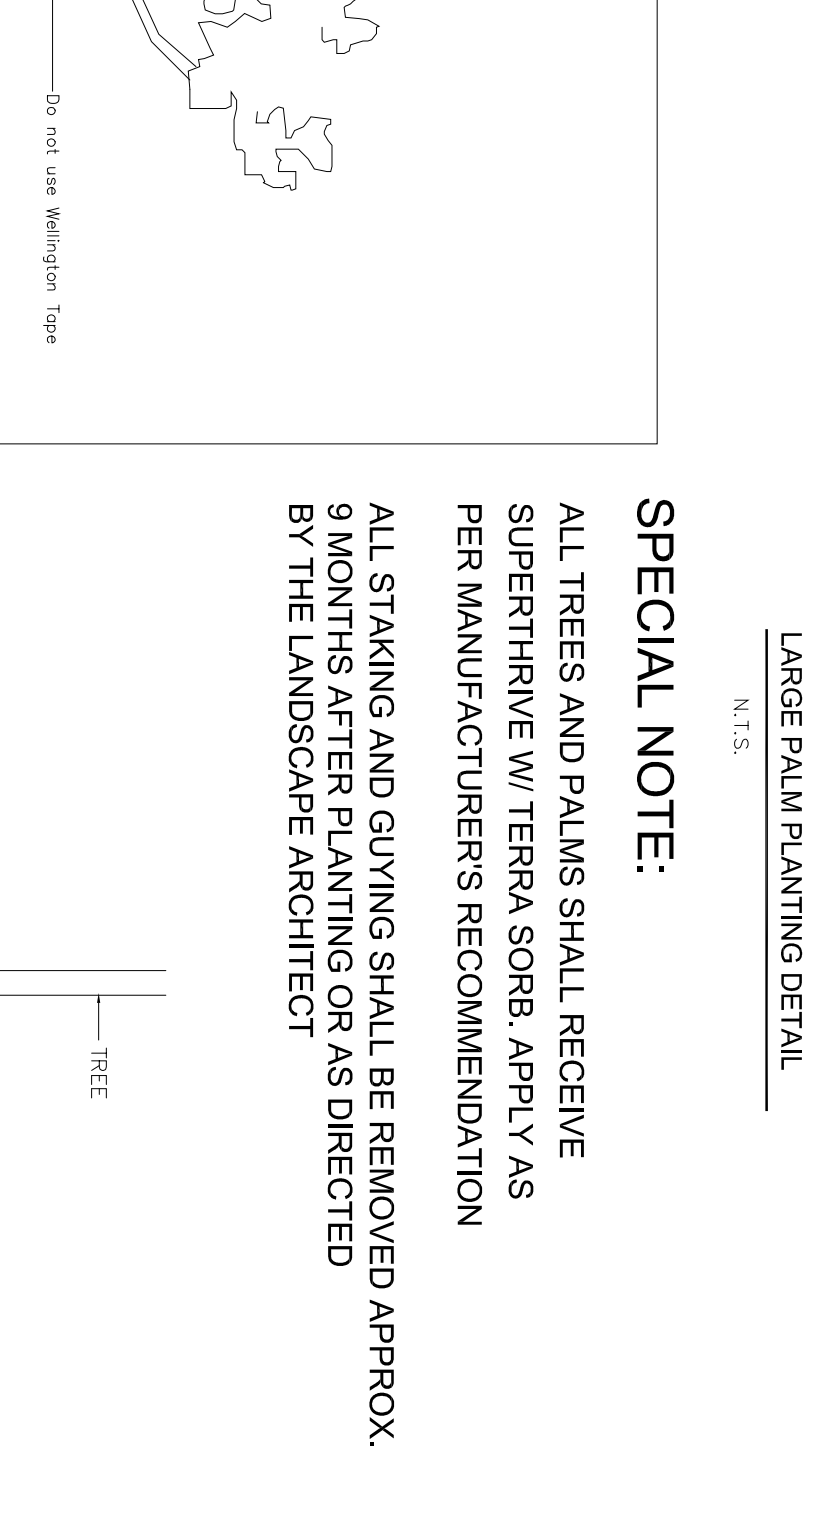 LARGE PALM PLANTING DETAIL
N.T.S.
SPECIAL NOTE:
ALL TREES AND PALMS SHALL RECEIVE
SUPERTHRIVE W/ TERRA SORB. APPLY AS
PER MANUFACTURER'S RECOMMENDATION
ALL STAKING AND GUYING SHALL BE REMOVED APPROX.
9 MONTHS AFTER PLANTING OR AS DIRECTED
BY THE LANDSCAPE ARCHITECT
TREE
Do not use Wellington Tape